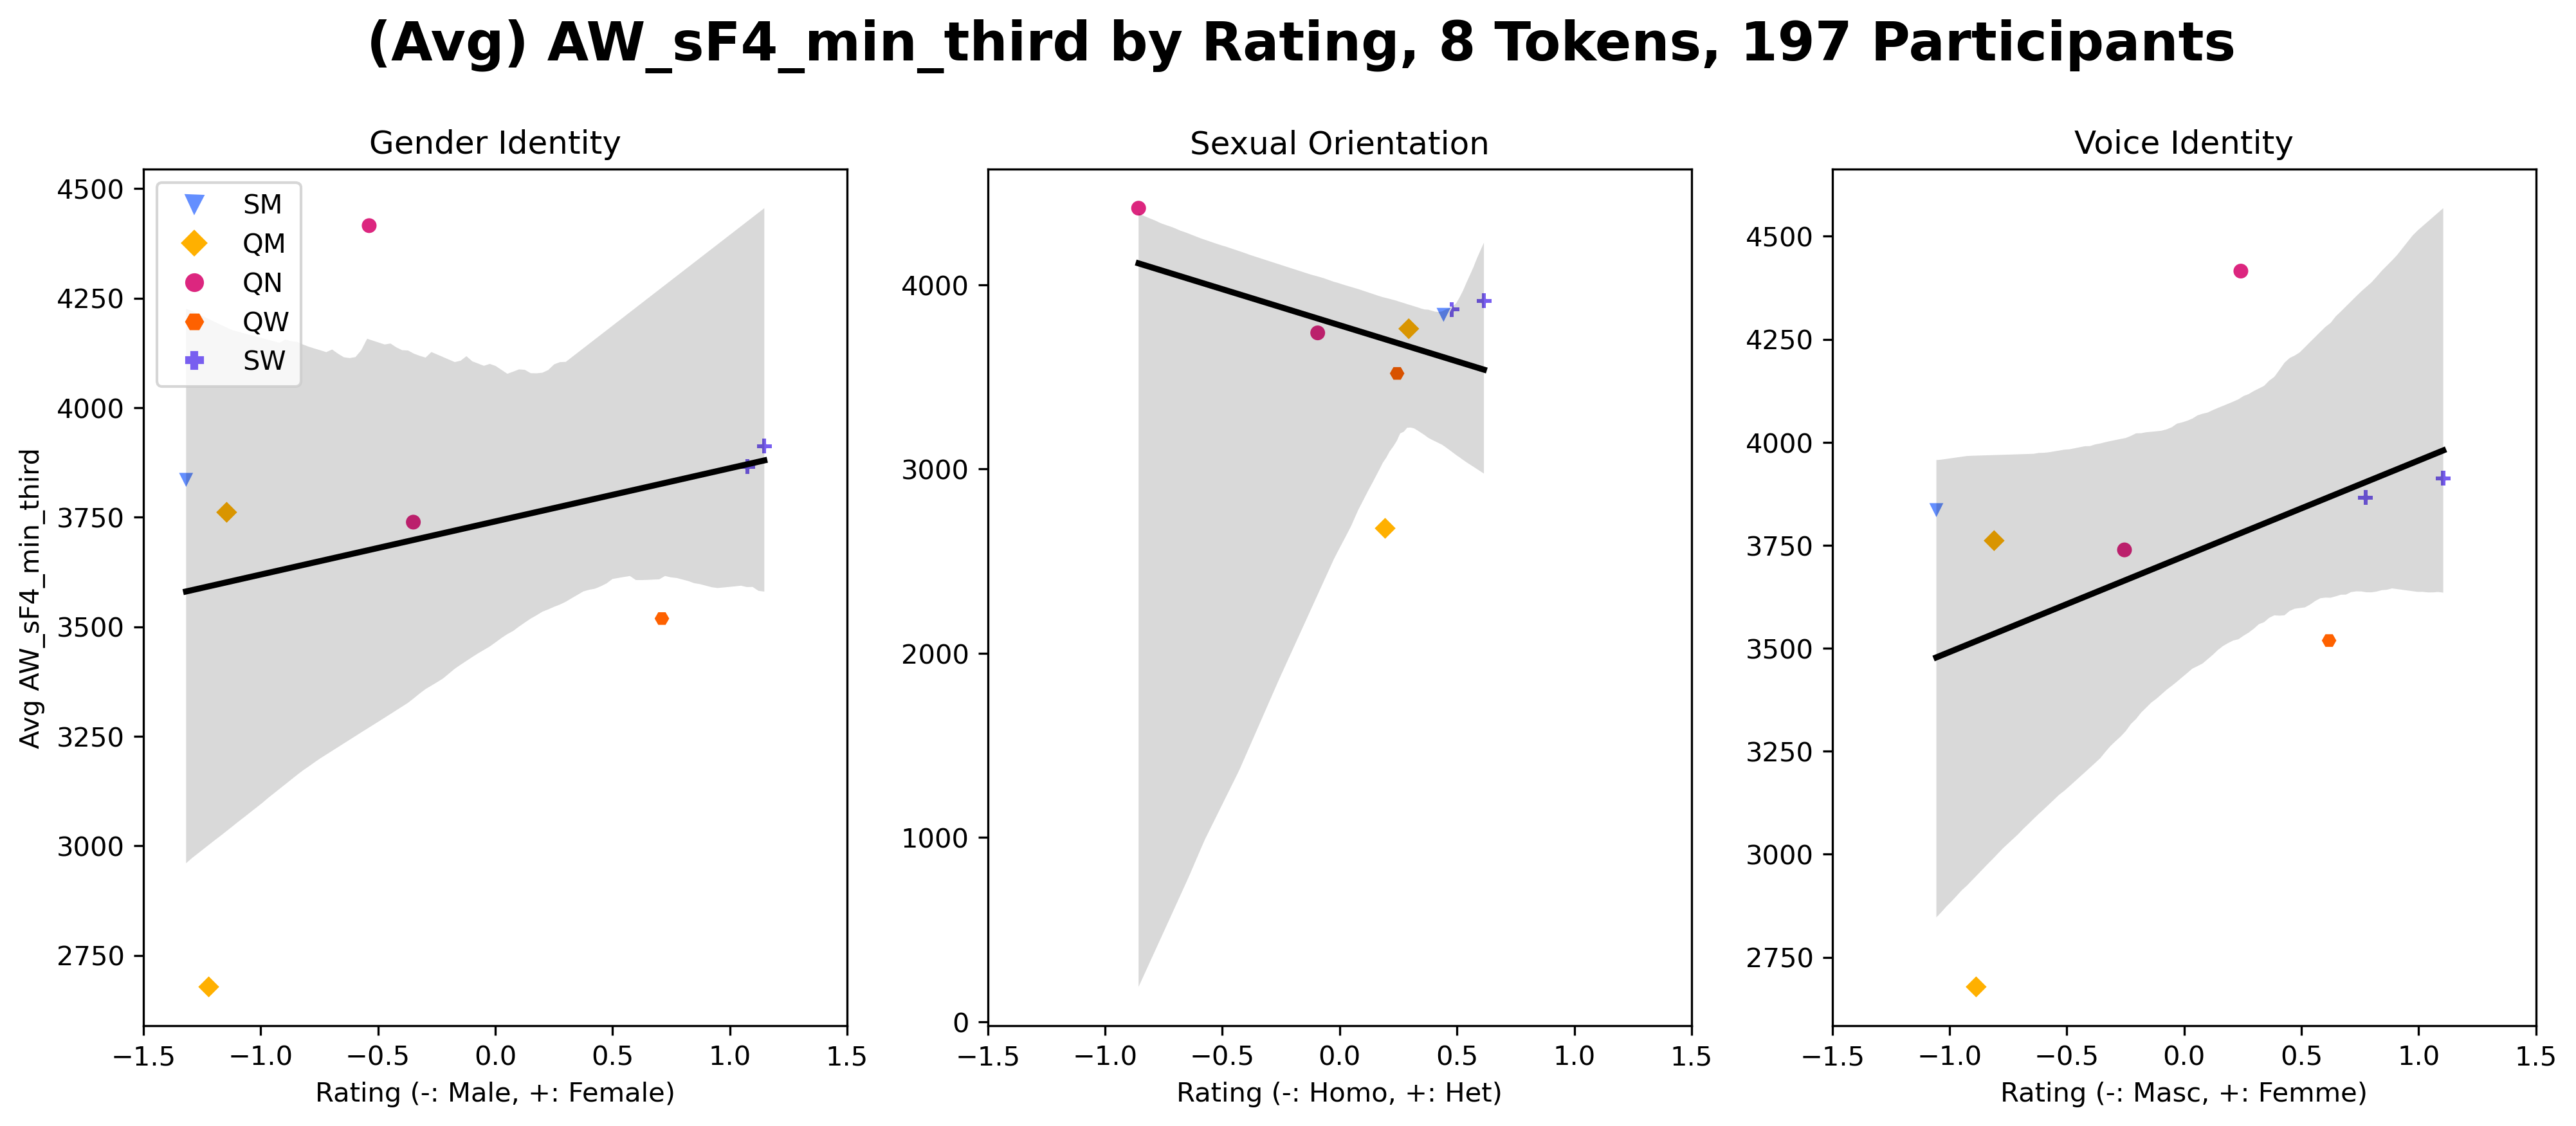 (Avg) AW_sF4_min_third by Rating, 8 Tokens, 197 Participants
Gender Identity
Avg AW_sF4_min_third
4500
4250
4000
3750
3500
3250
3000
2750
SM
QM
QN
QW
SW
−1.5 −1.0 −0.5 0.0 0.5 1.0 1.5
Rating (-: Male, +: Female)
Sexual Orientation
4000
3000
2000
1000
0
−1.5 −1.0 −0.5 0.0 0.5 1.0 1.5
Rating (-: Homo, +: Het)
Voice Identity
4500
4250
4000
3750
3500
3250
3000
2750
−1.5 −1.0 −0.5 0.0 0.5 1.0 1.5
Rating (-: Masc, +: Femme)